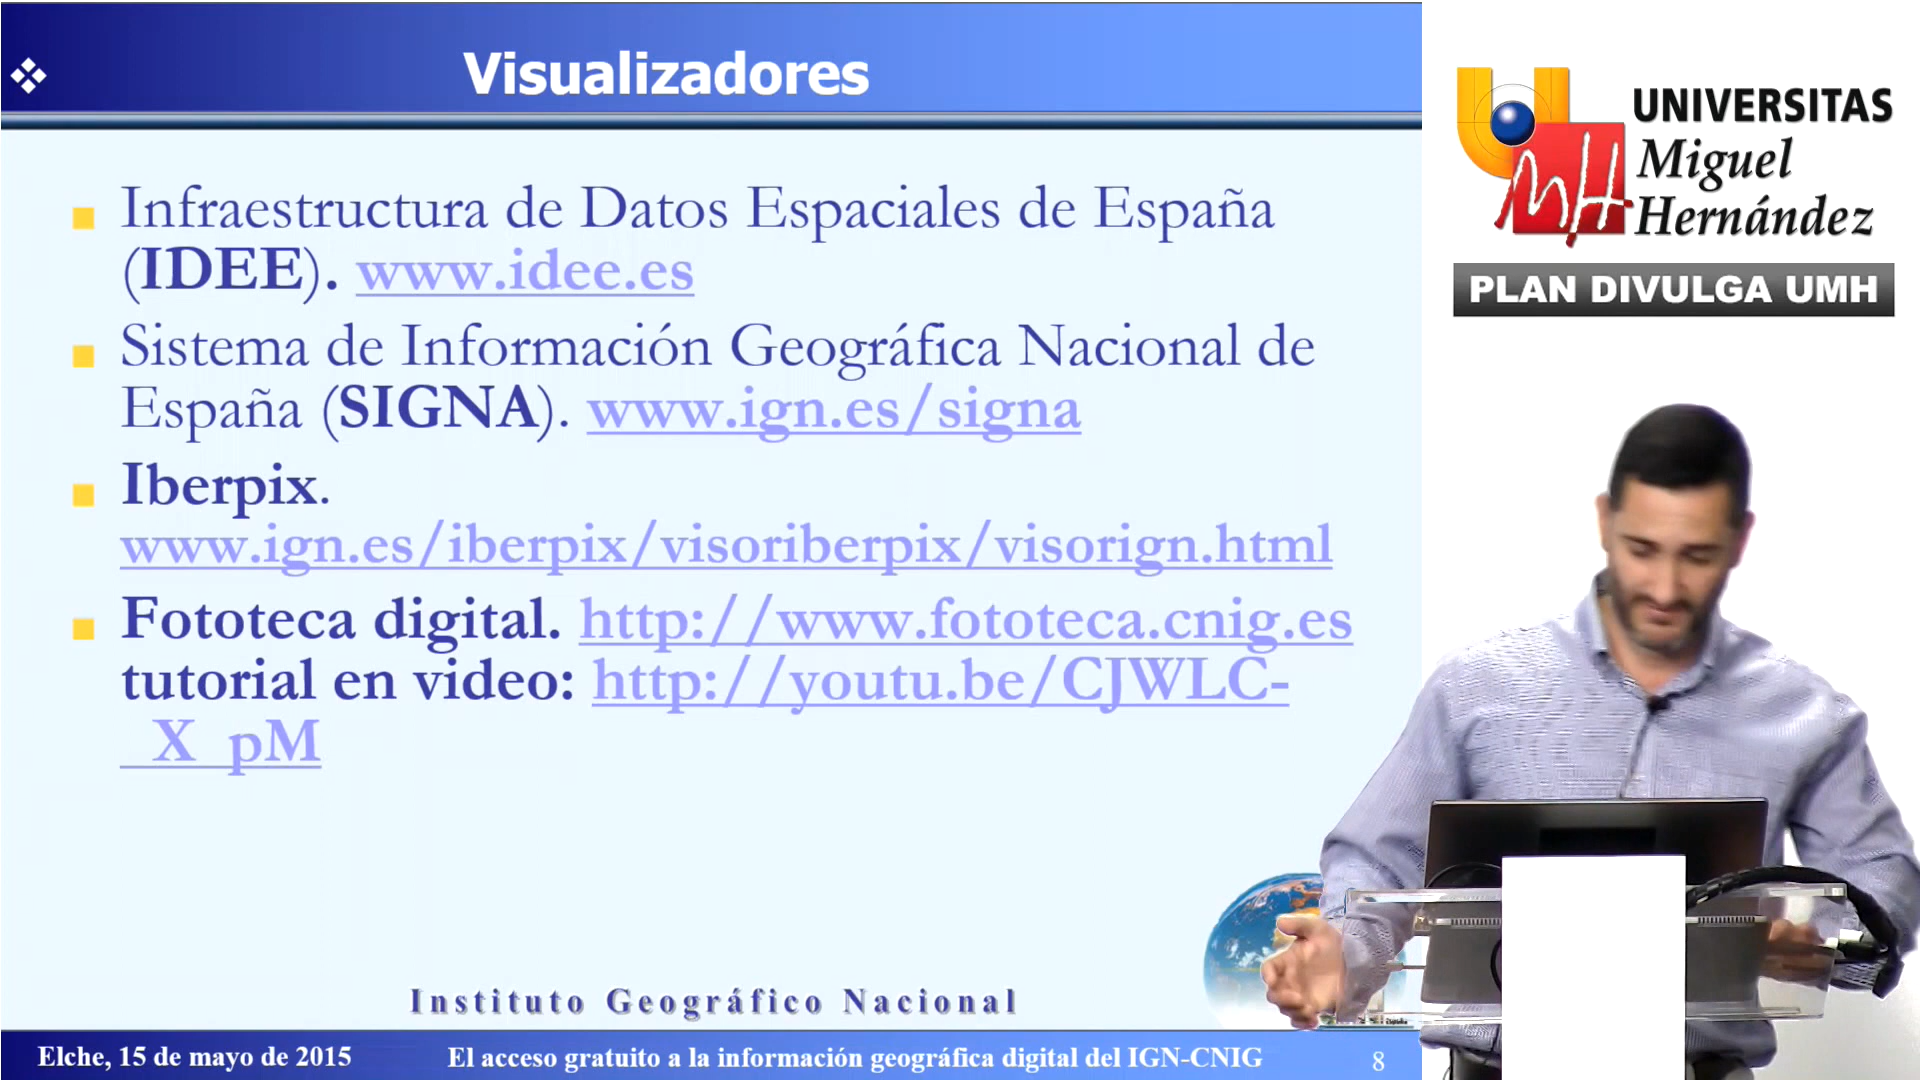 Visualizadores
Infraestructura de Datos Espaciales de España
(IDEE). www.idee.es
Sistema de Información Geográfica Nacional de
España (SIGNA). www.ign.es/signa
Iberpix.
www.ign.es/iberpix/visoriberpix/visorign.html
Fototeca digital. http://www.fototeca.cnig.es
tutorial en video: http://youtu.be/CJWLC-
_X_pM
Instituto Geográfico Nacional
Elche, 15 de mayo de 2015
El acceso gratuito a la información geográfica digital del IGN-CNIG
8
UNIVERSITAS
Miguel
Hernández
PLAN DIVULGA UMH